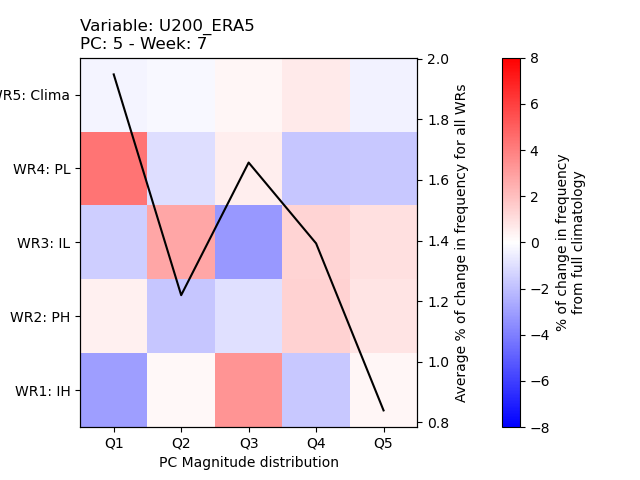 Variable: U200_ERA5
PC: 5 - Week: 7
WR5: Clima
WR4: PL
WR3: IL
WR2: PH
WR1: IH
Q1 Q2 Q3 Q4 Q5
PC Magnitude distribution
2.0
1.8
1.6
1.4
1.2
1.0
0.8
Average % of change in frequency for all WRs
8
6
4
2
0
−2
−4
−6
−8
% of change in frequency
from full climatology